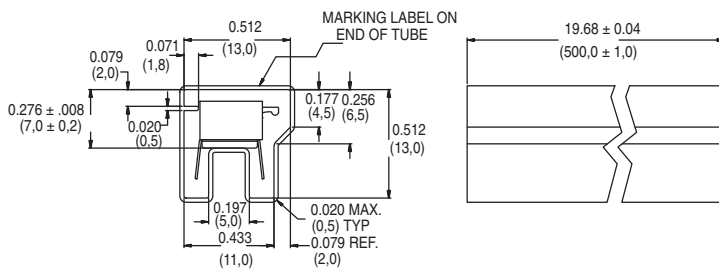 MARKING LABEL ON
END OF TUBE
0.512
(13,0)
0.071
(1,8)
0.079
(2,0)
0.276 ± .008
(7,0 ± 0,2)
0.020
(0,5)
0.177
(4,5)
0.256
(6,5)
0.512
(13,0)
0.197
(5,0)
0.433
(11,0)
0.020 MAX.
(0,5) TYP
0.079 REF.
(2,0)
19.68 ± 0.04
(500,0 ± 1,0)